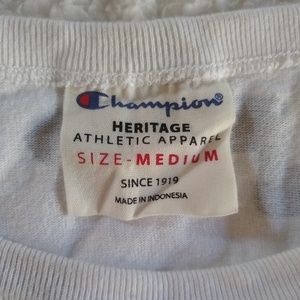 Champion®
HERITAGE
ATHLETIC APPAREL
SIZE-MEDIUM
SINCE 1919
MADE IN INDONESIA